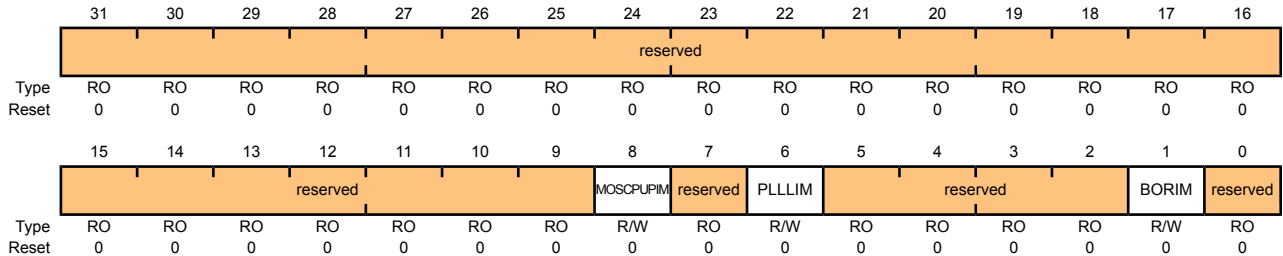 31 30 29 28 27 26 25 24 23 22 21 20 19 18 17 16
reserved
Type RO RO RO RO RO RO RO RO RO RO RO RO RO RO RO RO
Reset 0 0 0 0 0 0 0 0 0 0 0 0 0 0 0 0
15 14 13 12 11 10 9 8 7 6 5 4 3 2 1 0
reserved MOSCPUPIM reserved PLLLIM reserved BORIM reserved
Type RO RO RO RO RO RO RO R/W RO R/W RO RO RO RO R/W RO
Reset 0 0 0 0 0 0 0 0 0 0 0 0 0 0 0 0